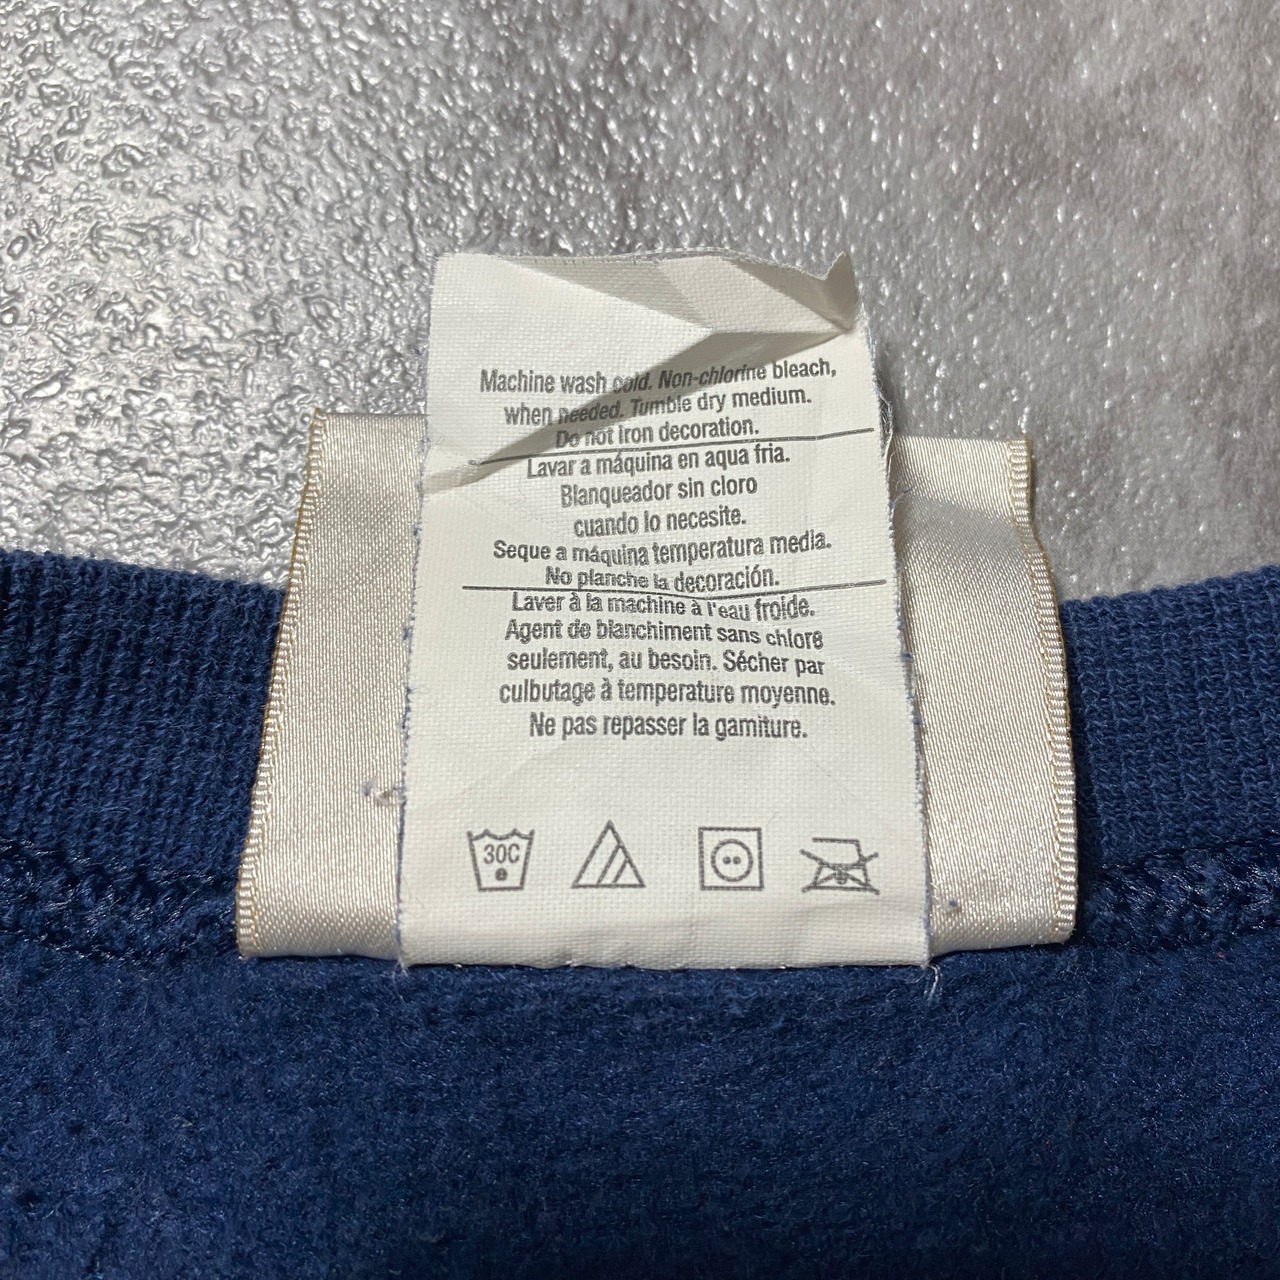 Machine wash cold. Non-chlorine bleach,
when needed. Tumble dry medium.
Do not Iron decoration.
Lavar a máquina en aqua fria.
Blanqueador sin cloro
cuando lo necesite.
Seque a máquina temperatura media.
No planche la decoración.
Laver à la machine à l'eau froide.
Agent de blanchiment sans chlore
seulement, au besoin. Sécher par
culbutage à temperature moyenne.
Ne pas repasser la gamiture.
30C